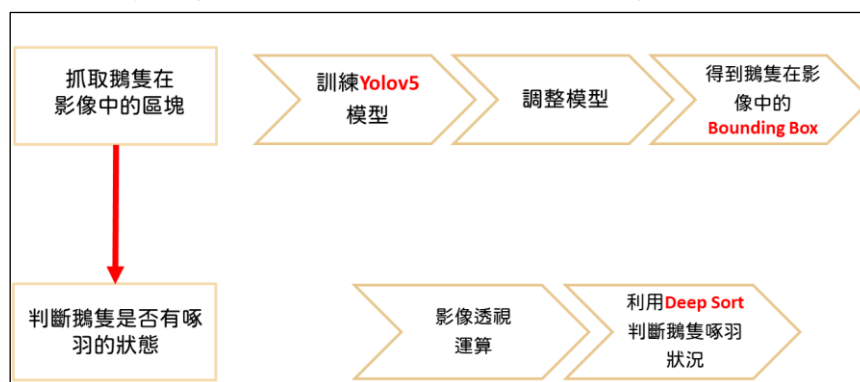 抓取鵝隻在
影像中的區塊
訓練Yolov5
模型
調整模型
得到鵝隻在影
像中的
Bounding Box
判斷鵝隻是否有啄
羽的狀態
影像透視
運算
利用Deep Sort
判斷鵝隻啄羽
狀況